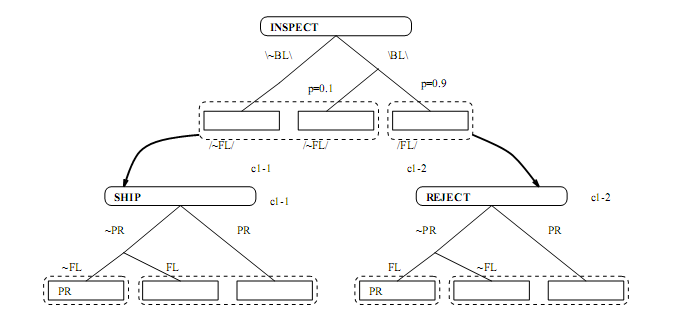 INSPECT
\~BL\ \BL\
p=0.1 p=0.9
/~FL/ /~FL/ /FL/
c1-1 c1-2
SHIP c1-1 REJECT c1-2
~PR PR ~PR PR
~FL FL FL ~FL
PR PR